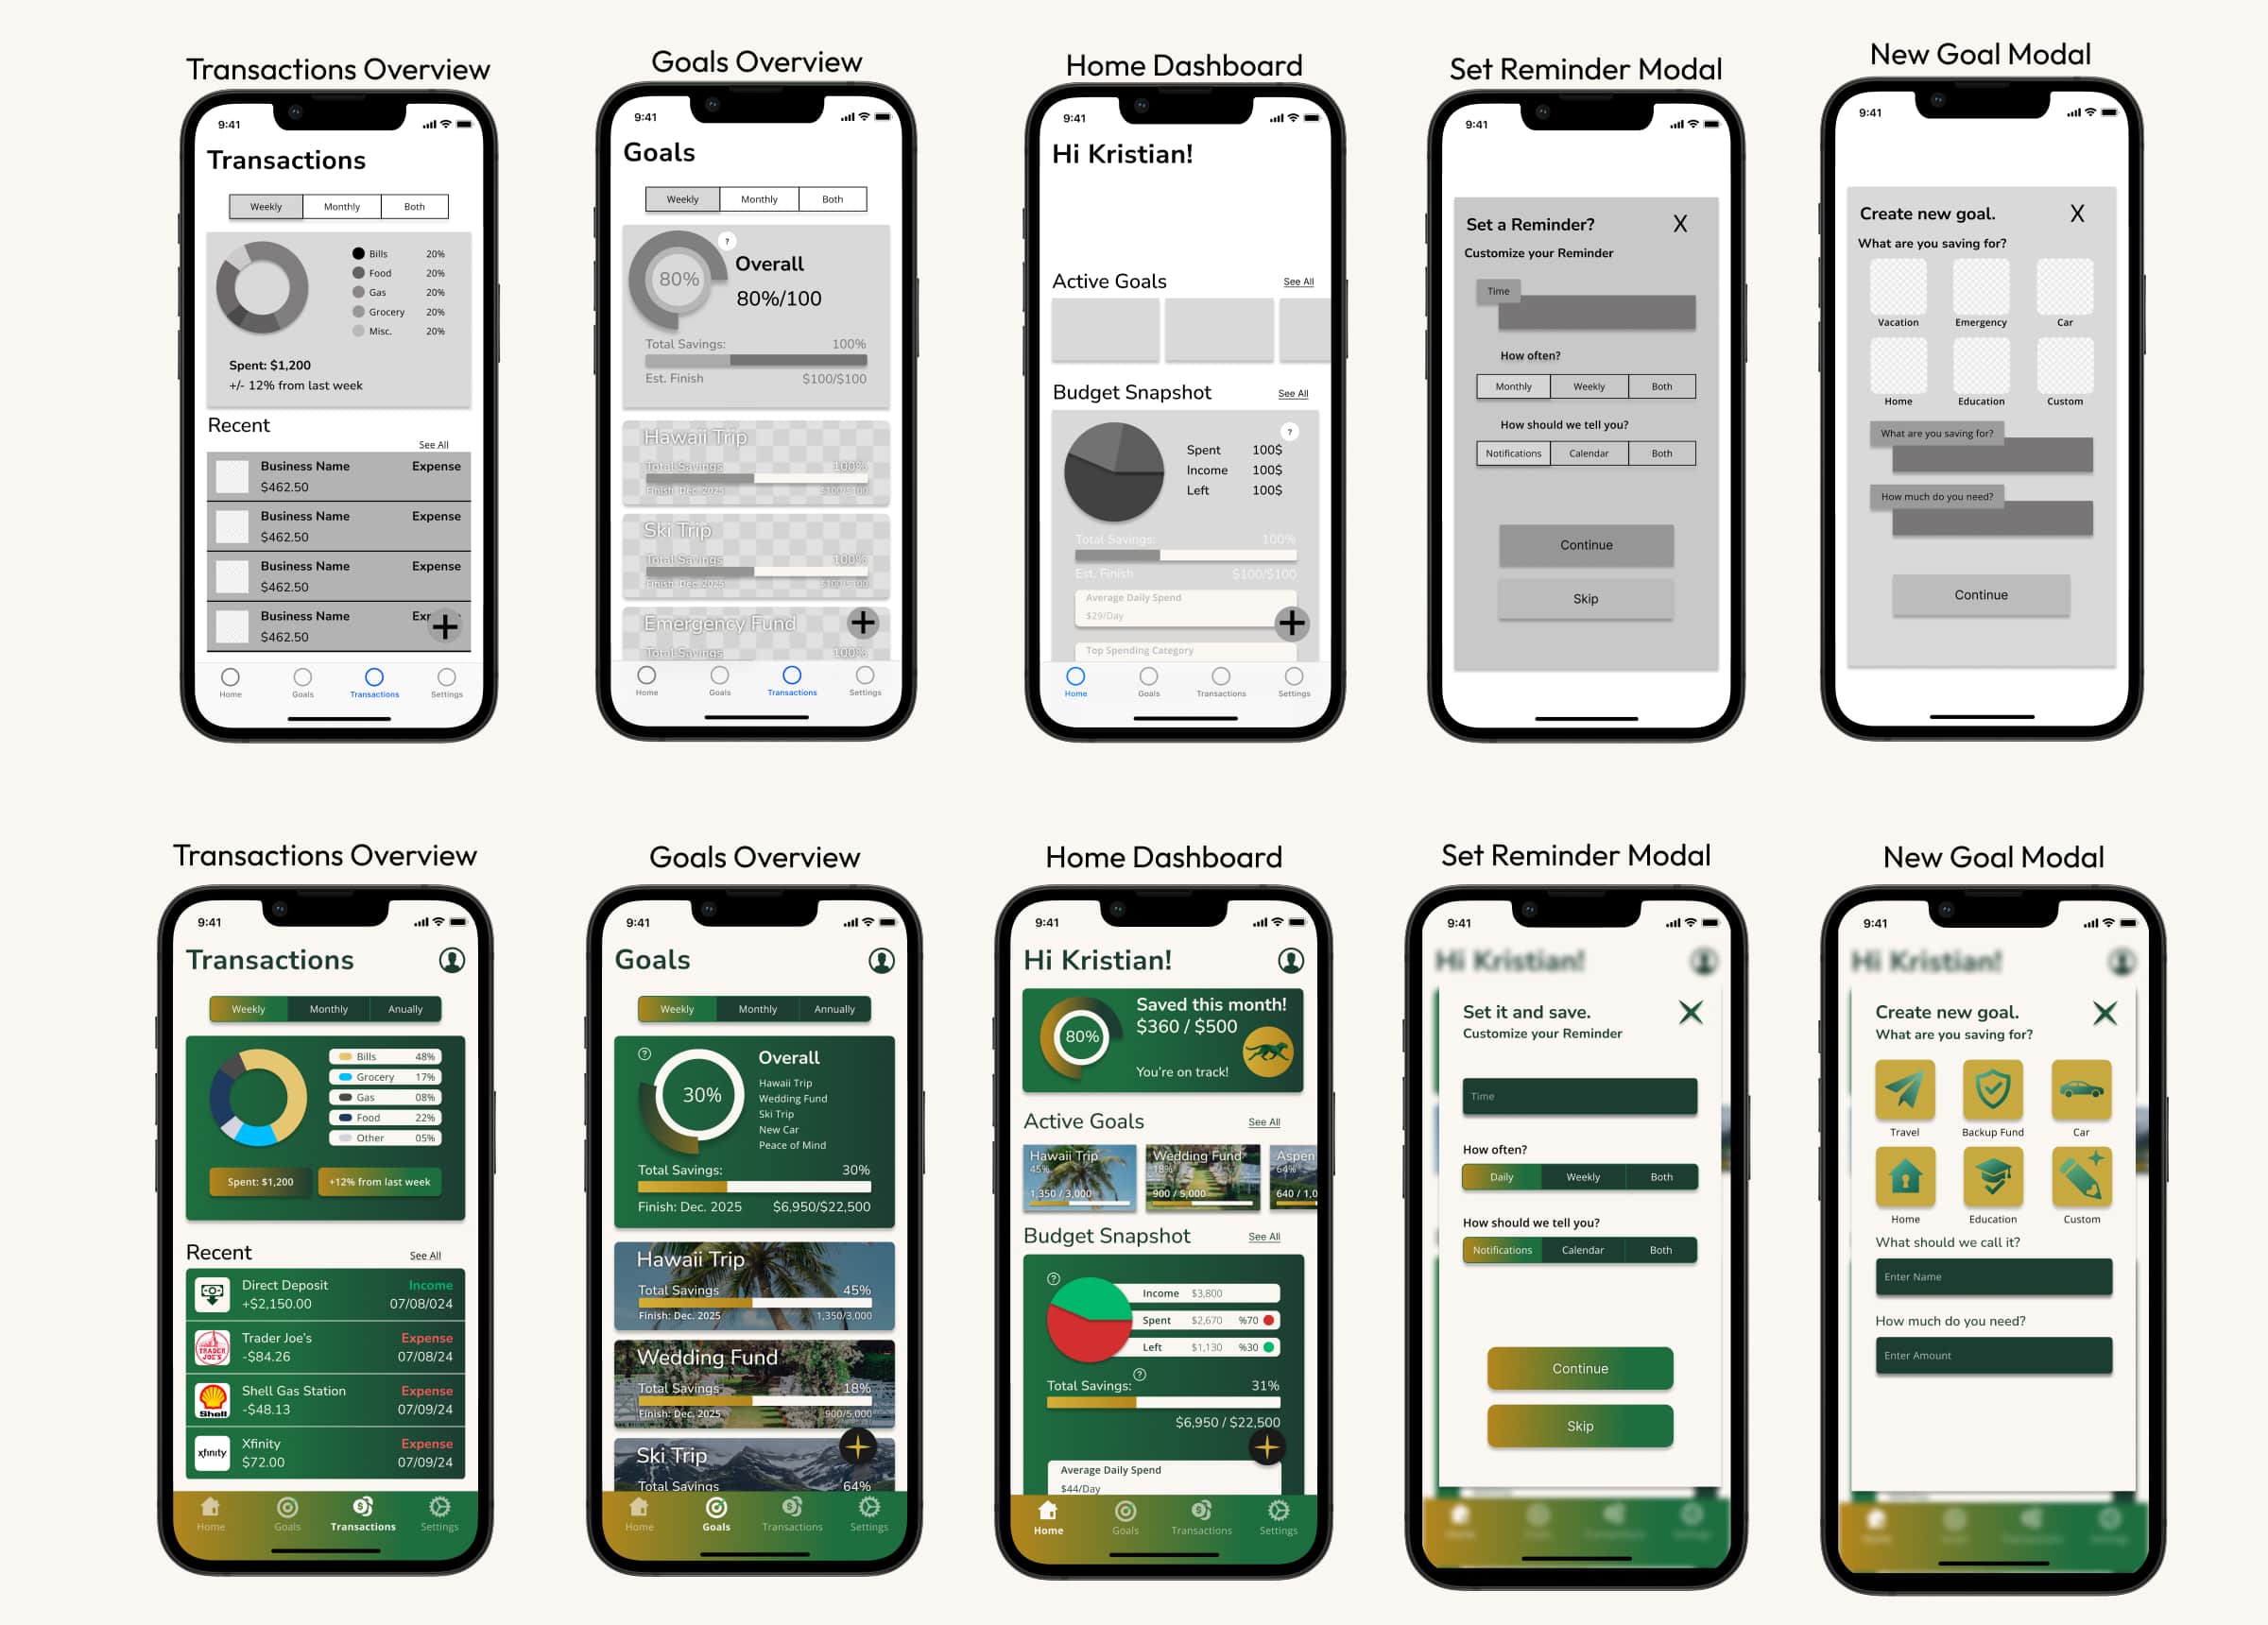 Transactions Overview
9:41
Transactions
Weekly Monthly Both
Bills 20%
Food 20%
Gas 20%
Grocery 20%
Misc. 20%
Spent: $1,200
+/- 12% from last week
Recent
See All
Business Name Expense
$462.50
Business Name Expense
$462.50
Business Name Expense
$462.50
Business Name Exp
$462.50
Home Goals Transactions Settings
Goals Overview
9:41
Goals
Weekly Monthly Both
?
80%
Overall
80%/100
Total Savings: 100%
Est. Finish $100/$100
Hawaii Trip
Total Savings 100%
Finish: Dec. 2025 $100/$100
Ski Trip
Total Savings 100%
Finish: Dec. 2025 $100/$100
Emergency Fund
Total Savings 100%
Home Goals Transactions Settings
Home Dashboard
9:41
Hi Kristian!
Active Goals See All
Budget Snapshot See All
?
Spent 100$
Income 100$
Left 100$
Total Savings: 100%
Est. Finish $100/$100
Average Daily Spend
$29/Day
Top Spending Category
Home Goals Transactions Settings
Set Reminder Modal
9:41
Set a Reminder? X
Customize your Reminder
Time
How often?
Monthly Weekly Both
How should we tell you?
Notifications Calendar Both
Continue
Skip
New Goal Modal
9:41
Create new goal. X
What are you saving for?
Vacation Emergency Car
Home Education Custom
What are you saving for?
How much do you need?
Continue
Transactions Overview
9:41
Transactions
Weekly Monthly Anually
Bills 48%
Grocery 17%
Gas 08%
Food 22%
Other 05%
Spent: $1,200 +12% from last week
Recent See All
Direct Deposit Income
+$2,150.00 07/08/024
TRADER JOE'S
Trader Joe's Expense
-$84.26 07/08/24
Shell
Shell Gas Station Expense
-$48.13 07/09/24
xfinity
Xfinity Expense
$72.00 07/09/24
Home Goals Transactions Settings
Goals Overview
9:41
Goals
Weekly Monthly Annually
?
30%
Overall
Hawaii Trip
Wedding Fund
Ski Trip
New Car
Peace of Mind
Total Savings: 30%
Finish: Dec. 2025 $6,950/$22,500
Hawaii Trip
Total Savings 45%
Finish: Dec. 2025 1,350/3,000
Wedding Fund
Total Savings 18%
Finish: Dec. 2025 900/5,000
Ski Trip
Total Savings 64%
Home Goals Transactions Settings
Home Dashboard
9:41
Hi Kristian!
80%
Saved this month!
$360 / $500
You're on track!
Active Goals See All
Hawaii Trip
45%
1,350 / 3,000
Wedding Fund
18%
900 / 5,000
Aspen
64%
640 / 1,0
Budget Snapshot See All
?
Income $3,800
Spent $2,670 %70
Left $1,130 %30
?
Total Savings: 31%
$6,950 / $22,500
Average Daily Spend
$44/Day
Home Goals Transactions Settings
Set Reminder Modal
9:41
Hi Kristian!
Set it and save.
Customize your Reminder
Time
How often?
Daily Weekly Both
How should we tell you?
Notifications Calendar Both
Continue
Skip
New Goal Modal
9:41
Hi Kristian!
Create new goal.
What are you saving for?
Travel Backup Fund Car
Home Education Custom
What should we call it?
Enter Name
How much do you need?
Enter Amount